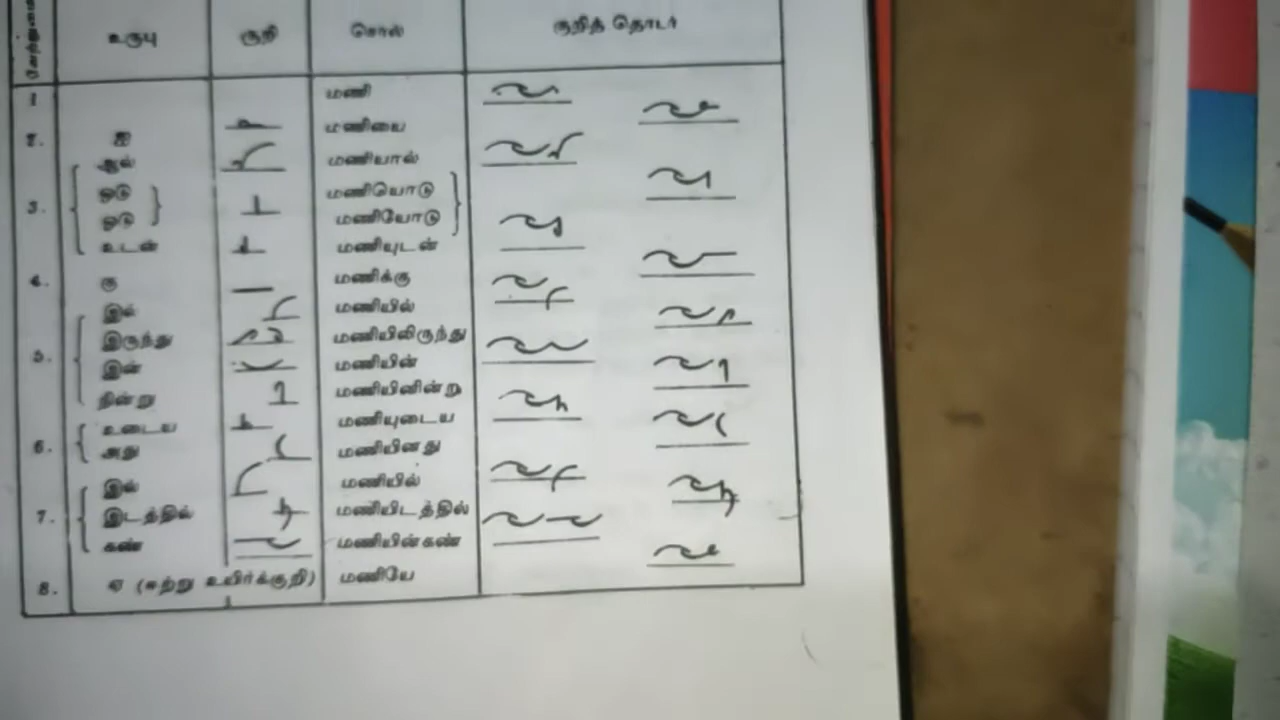 வேற்றுமை உருபு குறி சொல் குறித் தொடர்
1 மணி
2. ஐ மணியை
ஆல் மணியால்
3. ஒடு மணியொடு
ஓடு மணியோடு
உடன் மணியுடன்
4. கு மணிக்கு
இல் மணியில்
5. இருந்து மணியிலிருந்து
இன் மணியின்
நின்று மணியினின்று
6. உடைய மணியுடைய
அது மணியினது
இல் மணியில்
7. இடத்தில் மணியிடத்தில்
கண் மணியின்கண்
8. ஏ (ஈற்று உயிர்க்குறி) மணியே